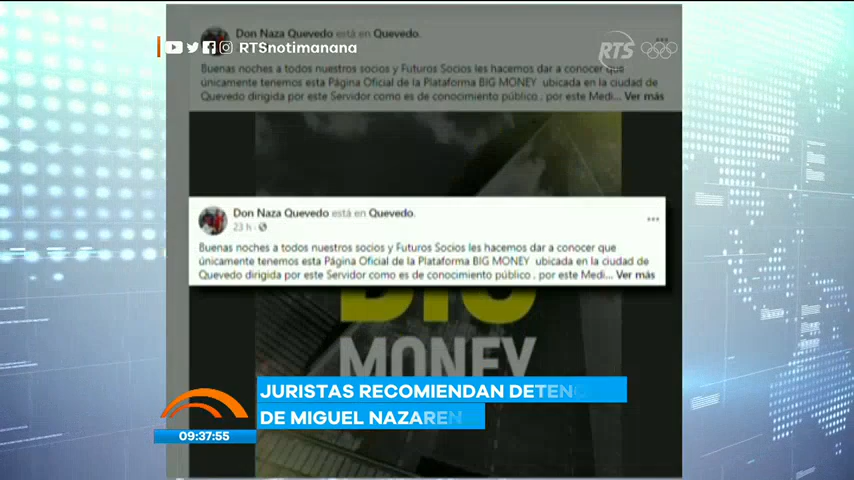 Don Naza Quevedo está en Quevedo.
RTSnotimanana
RTS
Buenas noches a todos nuestros socios y Futuros Socios les hacemos dar a conocer que
únicamente tenemos esta Página Oficial de la Plataforma BIG MONEY ubicada en la ciudad de
Quevedo dirigida por este Servidor como es de conocimiento público , por este Medi... Ver más
Don Naza Quevedo está en Quevedo.
23 h ·
Buenas noches a todos nuestros socios y Futuros Socios les hacemos dar a conocer que
únicamente tenemos esta Página Oficial de la Plataforma BIG MONEY ubicada en la ciudad de
Quevedo dirigida por este Servidor como es de conocimiento público , por este Medi... Ver más
BIG
MONEY
JURISTAS RECOMIENDAN DETENC
DE MIGUEL NAZAREN
09:37:55